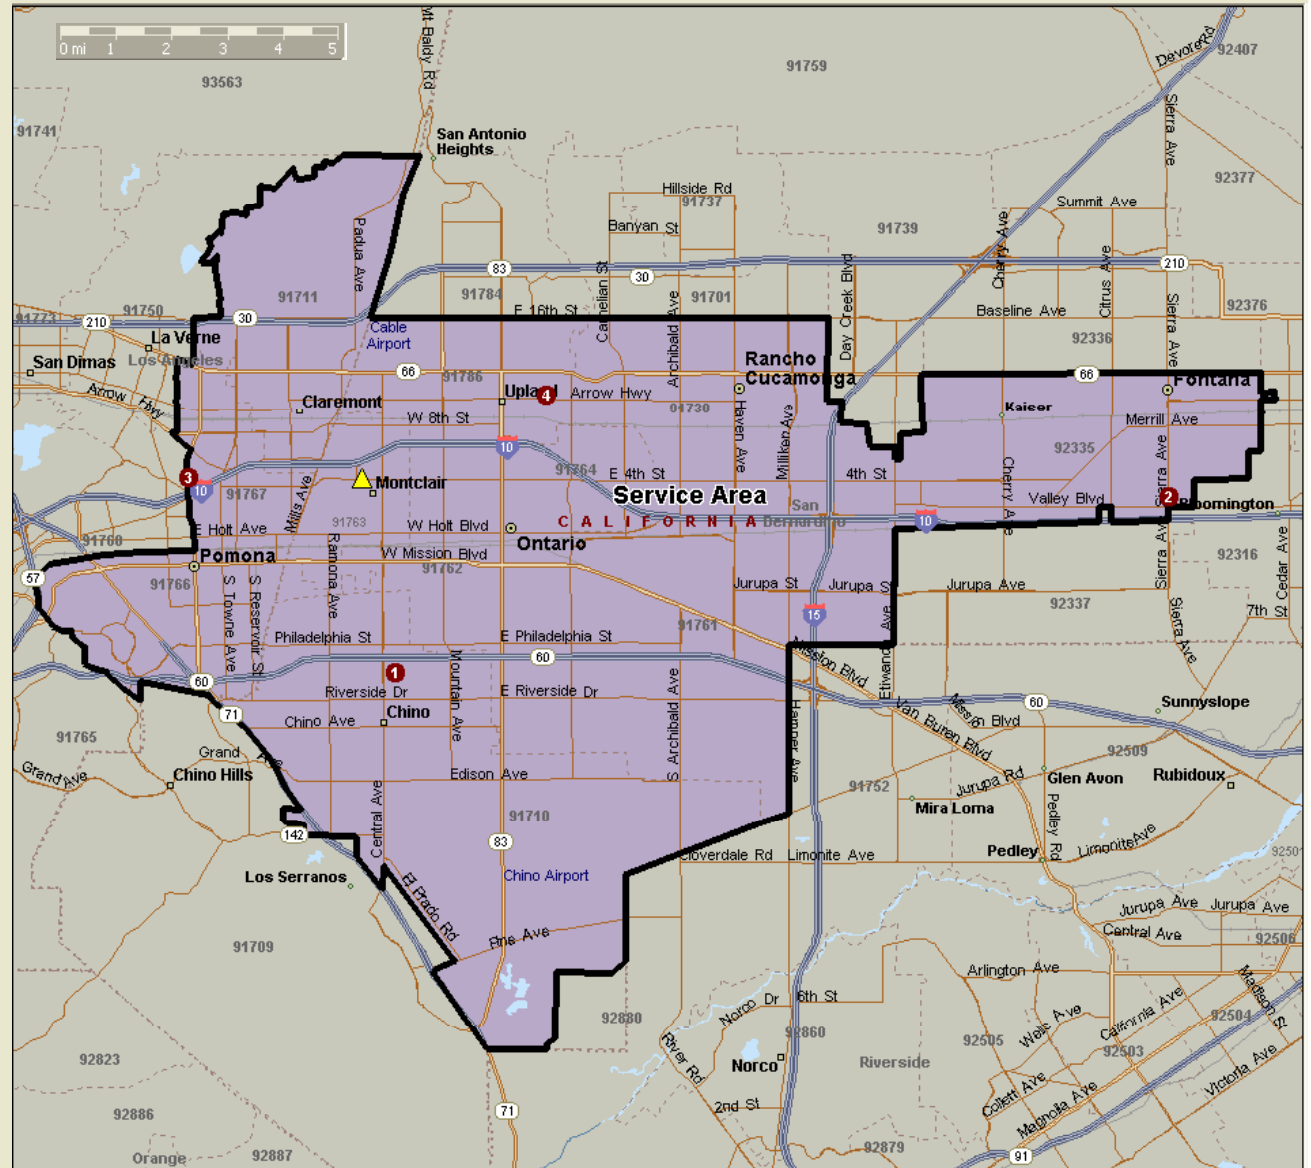 0 mi 1 2 3 4 5
Mt Baldy Rd
Devore Rd
92407
91759
93563
91741
Sierra Ave
San Antonio
Heights
92377
Hillside Rd
91737
Summit Ave
Banyan St
91739
Cherry Ave
Padua Ave
Carnelian St
Day Creek Blvd
Citrus Ave
83
30
210
91711
91784
91701
92376
91773
91750
210
30
E 16th St
Archibald Ave
Baseline Ave
Sierra Ave
Cable
Airport
La Verne
92336
Los Angeles
San Dimas
Rancho
Cucamonga
66
91786
66
Fontana
Arrow Hwy
Upland
4
Arrow Hwy
Claremont
91730
Kaiser
W 8th St
Haven Ave
Milliken Ave
Merrill Ave
10
92335
91764
E 4th St
4th St
3
10
91767
Mills Ave
Montclair
Service Area
Cherry Ave
Sierra Ave
Valley Blvd
2
Bloomington
San
Bernardino
CALIFORNIA
10
E Holt Ave
91763
W Holt Blvd
91768
Ontario
Pomona
W Mission Blvd
91762
92316
57
91766
S Towne Ave
S Reservoir St
Ramona Ave
Jurupa St
Jurupa St
Jurupa Ave
Sierra Ave
Cedar Ave
92337
7th St
15
91761
Philadelphia St
E Philadelphia St
Etiwanda Ave
Sierra Ave
Mission Blvd
60
1
60
Mountain Ave
Riverside Dr
E Riverside Dr
S Archibald Ave
Hamner Ave
Van Buren Blvd
Mission Blvd
60
Sunnyslope
71
Chino Ave
Chino
91765
Grand Ave
92509
Grand Ave
Chino Hills
Edison Ave
Glen Avon
Rubidoux
Jurupa Rd
91752
Mira Loma
Central Ave
91710
Pedley Rd
142
83
Cloverdale Rd
Limonite Ave
Pedley
Limonite Ave
Los Serranos
Chino Airport
El Prado Rd
Jurupa Ave
Jurupa Ave
91709
Pine Ave
Central Ave
92506
Arlington Ave
Madison St
Norco Dr
6th St
92880
92860
Wells Ave
California Ave
92504
92505
92503
92823
River Rd
Norco
Riverside
Victoria Ave
Collett Ave
Magnolia Ave
2nd St
71
92886
92879
91
Orange
92887